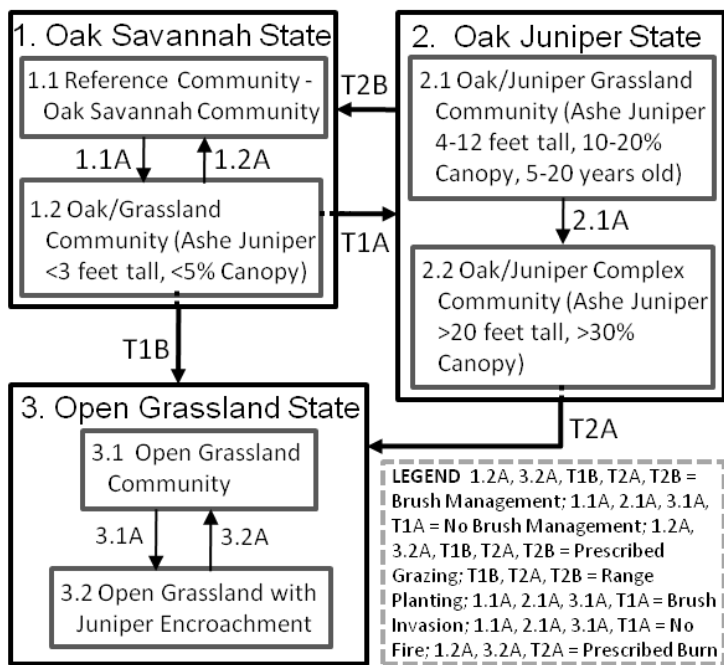 1. Oak Savannah State
1.1 Reference Community -
Oak Savannah Community
1.1A
1.2A
1.2 Oak/Grassland
Community (Ashe Juniper
<3 feet tall, <5% Canopy)
T2B
T1A
T1B
2. Oak Juniper State
2.1 Oak/Juniper Grassland
Community (Ashe Juniper
4-12 feet tall, 10-20%
Canopy, 5-20 years old)
2.1A
2.2 Oak/Juniper Complex
Community (Ashe Juniper
>20 feet tall, >30%
Canopy)
T2A
3. Open Grassland State
3.1 Open Grassland
Community
3.1A
3.2A
3.2 Open Grassland with
Juniper Encroachment
LEGEND 1.2A, 3.2A, T1B, T2A, T2B =
Brush Management; 1.1A, 2.1A, 3.1A,
T1A = No Brush Management; 1.2A,
3.2A, T1B, T2A, T2B = Prescribed
Grazing; T1B, T2A, T2B = Range
Planting; 1.1A, 2.1A, 3.1A, T1A = Brush
Invasion; 1.1A, 2.1A, 3.1A, T1A = No
Fire; 1.2A, 3.2A, T2A = Prescribed Burn